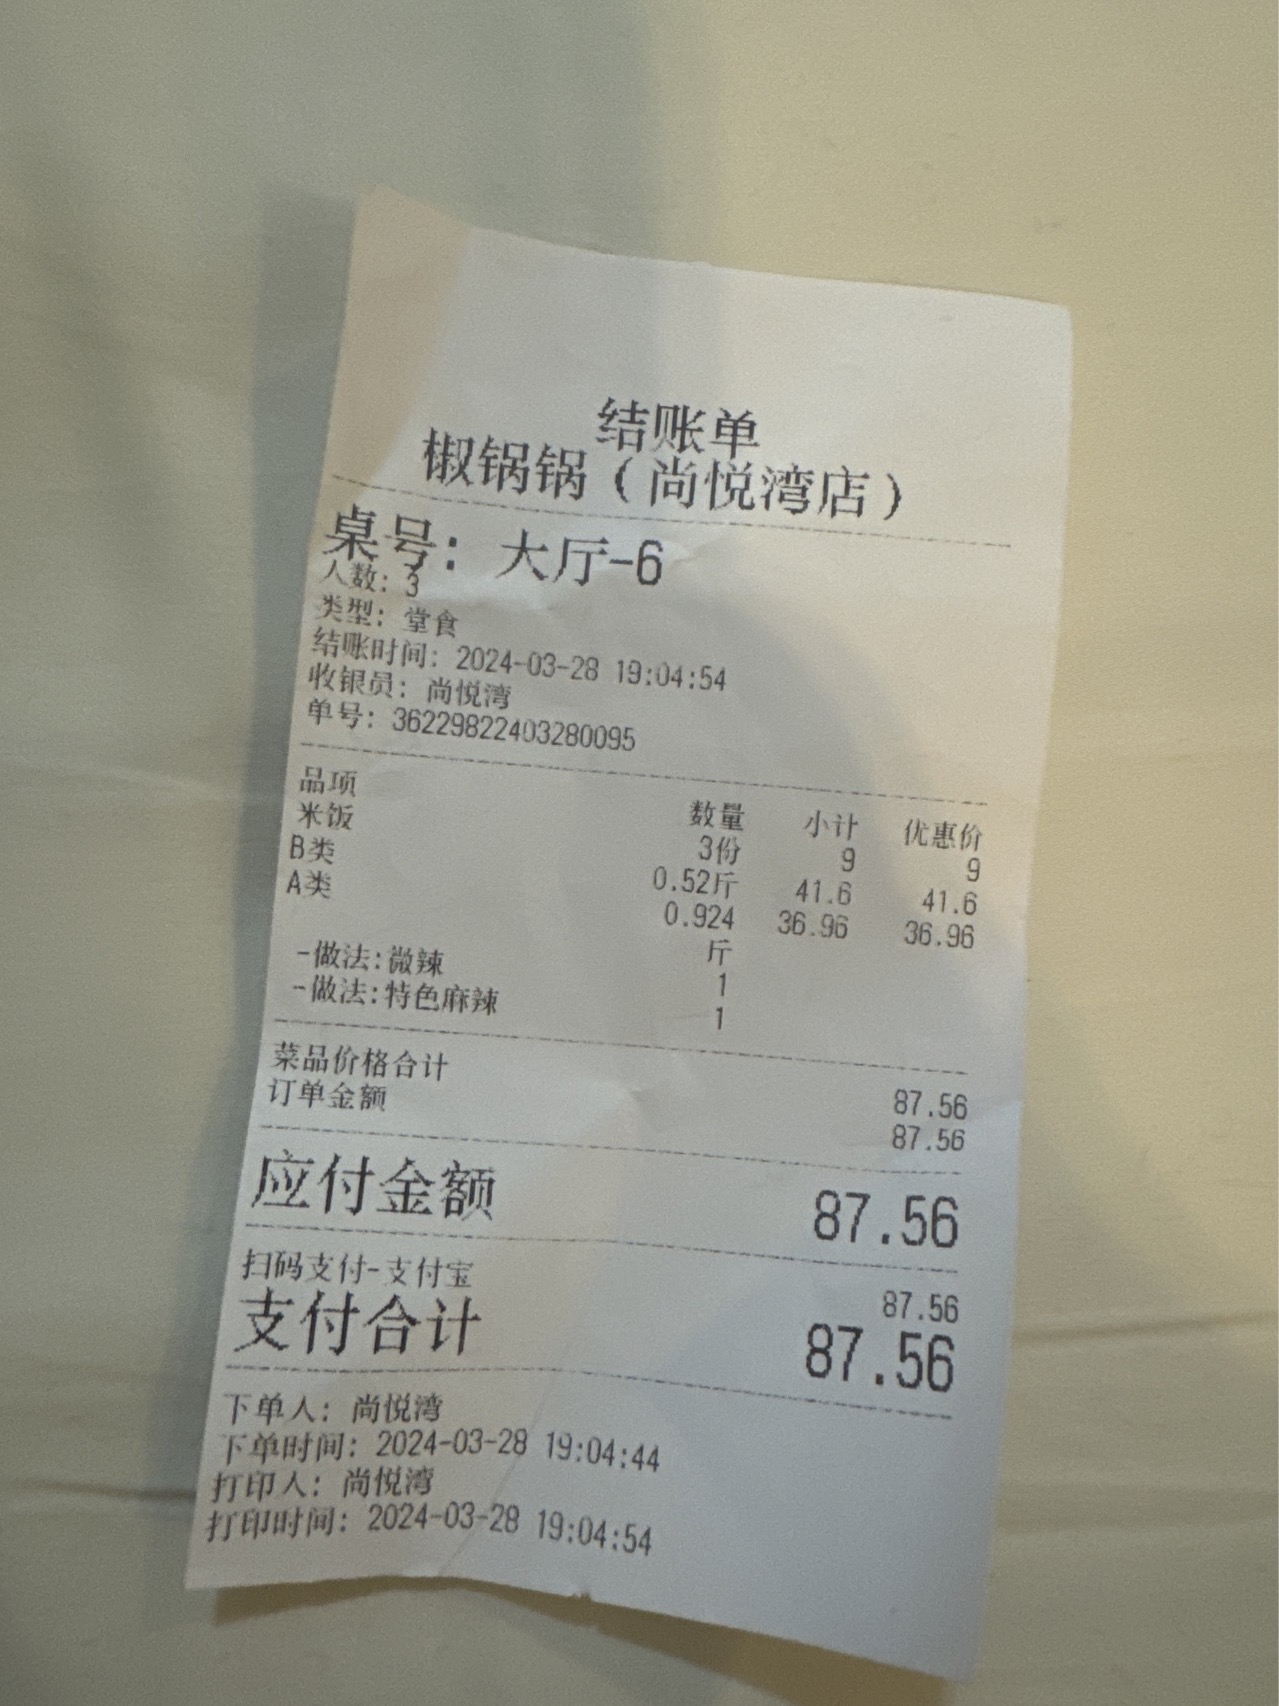 结账单
椒锅锅（尚悦湾店）
桌号：大厅-6
人数：3
类型：堂食
结账时间：2024-03-28 19:04:54
收银员：尚悦湾
单号：36229822403280095
品项 数量 小计 优惠价
米饭 3份 9 9
B类 0.52斤 41.6 41.6
A类 0.924斤 36.96 36.96
-做法:微辣 1
-做法:特色麻辣 1
菜品价格合计 87.56
订单金额 87.56
应付金额 87.56
扫码支付-支付宝 87.56
支付合计 87.56
下单人：尚悦湾
下单时间：2024-03-28 19:04:44
打印人：尚悦湾
打印时间：2024-03-28 19:04:54